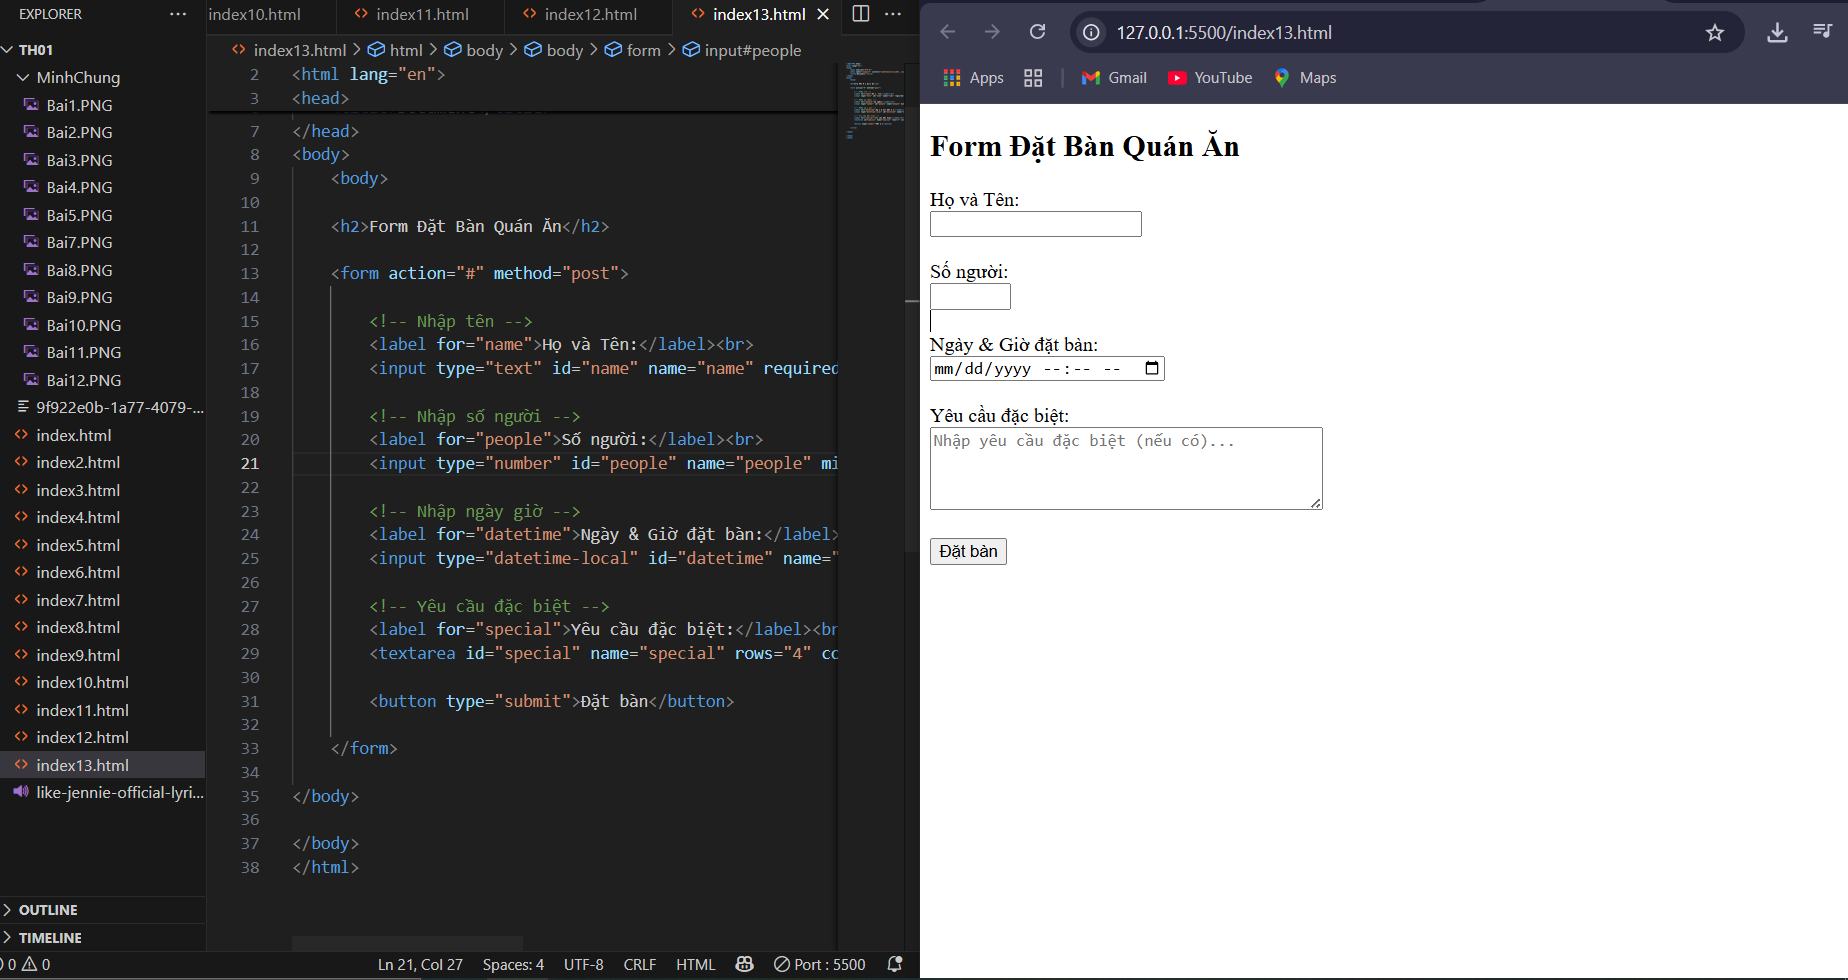 EXPLORER
TH01
MinhChung
Bai1.PNG
Bai2.PNG
Bai3.PNG
Bai4.PNG
Bai5.PNG
Bai7.PNG
Bai8.PNG
Bai9.PNG
Bai10.PNG
Bai11.PNG
Bai12.PNG
9f922e0b-1a77-4079-...
index.html
index2.html
index3.html
index4.html
index5.html
index6.html
index7.html
index8.html
index9.html
index10.html
index11.html
index12.html
index13.html
like-jennie-official-lyri...
OUTLINE
TIMELINE
index10.html index11.html index12.html index13.html
index13.html > html > body > body > form > input#people
2 <html lang="en">
3 <head>
7 </head>
8 <body>
9 <body>
10
11 <h2>Form Đặt Bàn Quán Ăn</h2>
12
13 <form action="#" method="post">
14
15 <!-- Nhập tên -->
16 <label for="name">Họ và Tên:</label><br>
17 <input type="text" id="name" name="name" required
18
19 <!-- Nhập số người -->
20 <label for="people">Số người:</label><br>
21 <input type="number" id="people" name="people" mi
22
23 <!-- Nhập ngày giờ -->
24 <label for="datetime">Ngày & Giờ đặt bàn:</label>
25 <input type="datetime-local" id="datetime" name="
26
27 <!-- Yêu cầu đặc biệt -->
28 <label for="special">Yêu cầu đặc biệt:</label><br
29 <textarea id="special" name="special" rows="4" co
30
31 <button type="submit">Đặt bàn</button>
32
33 </form>
34
35 </body>
36
37 </body>
38 </html>
0 0 Ln 21, Col 27 Spaces: 4 UTF-8 CRLF HTML Port : 5500
127.0.0.1:5500/index13.html
Apps Gmail YouTube Maps
Form Đặt Bàn Quán Ăn
Họ và Tên:
Số người:
Ngày & Giờ đặt bàn:
mm/dd/yyyy --:-- --
Yêu cầu đặc biệt:
Nhập yêu cầu đặc biệt (nếu có)...
Đặt bàn